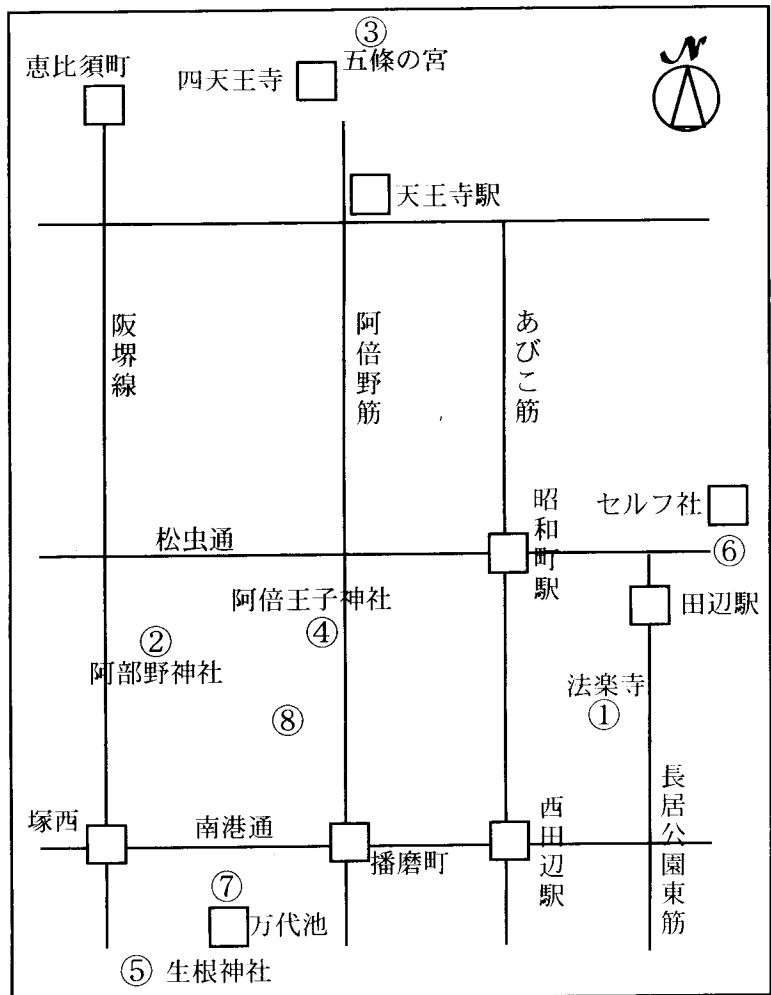 ③
五條の宮
恵比須町
四天王寺
N
天王寺駅
阪堺線
阿倍野筋
あびこ筋
昭和町駅
セルフ社
松虫通
⑥
阿倍王子神社
④
田辺駅
②
阿部野神社
法楽寺
①
⑧
長居公園東筋
塚西
南港通
西田辺駅
播磨町
⑦
万代池
⑤ 生根神社